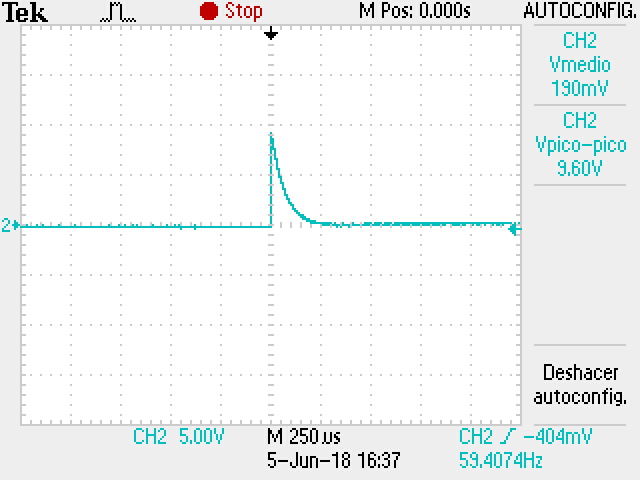 Tek Stop M Pos: 0.000s AUTOCONFIG.
CH2
Vmedio
190mV
CH2
Vpico-pico
9.60V
2
Deshacer
autoconfig.
CH2 5.00V M 250µs CH2 -404mV
5-Jun-18 16:37 59.4074Hz